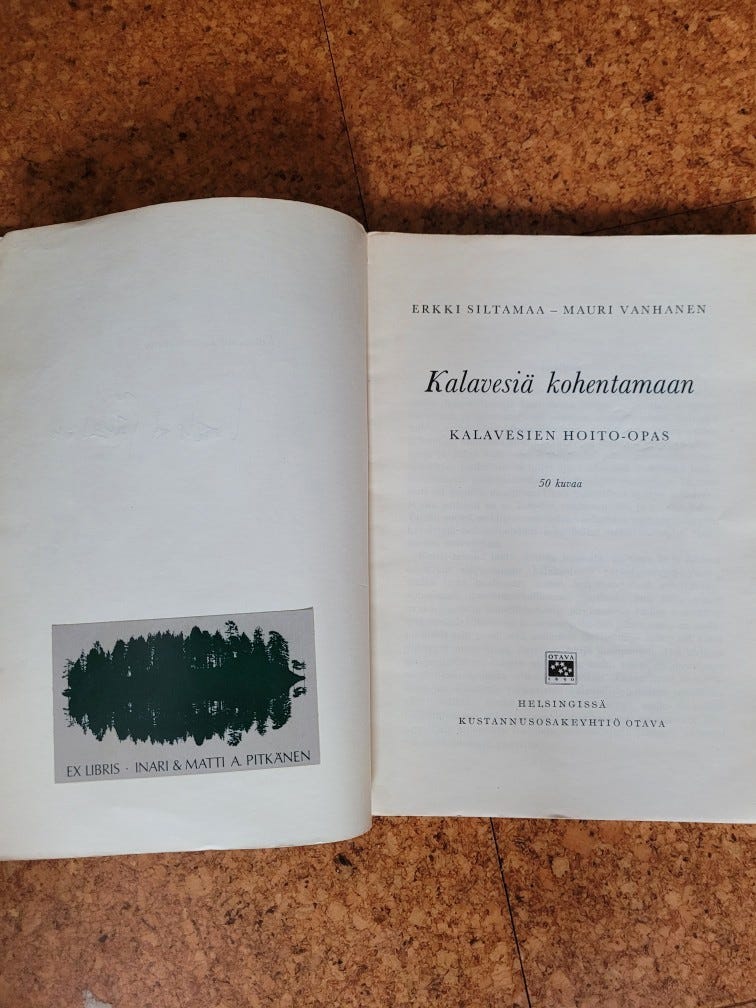 EX LIBRIS · INARI & MATTI A. PITKÄNEN
ERKKI SILTAMAA – MAURI VANHANEN
Kalavesiä kohentamaan
KALAVESIEN HOITO-OPAS
50 kuvaa
OTAVA
1890
HELSINGISSÄ
KUSTANNUSOSAKEYHTIÖ OTAVA